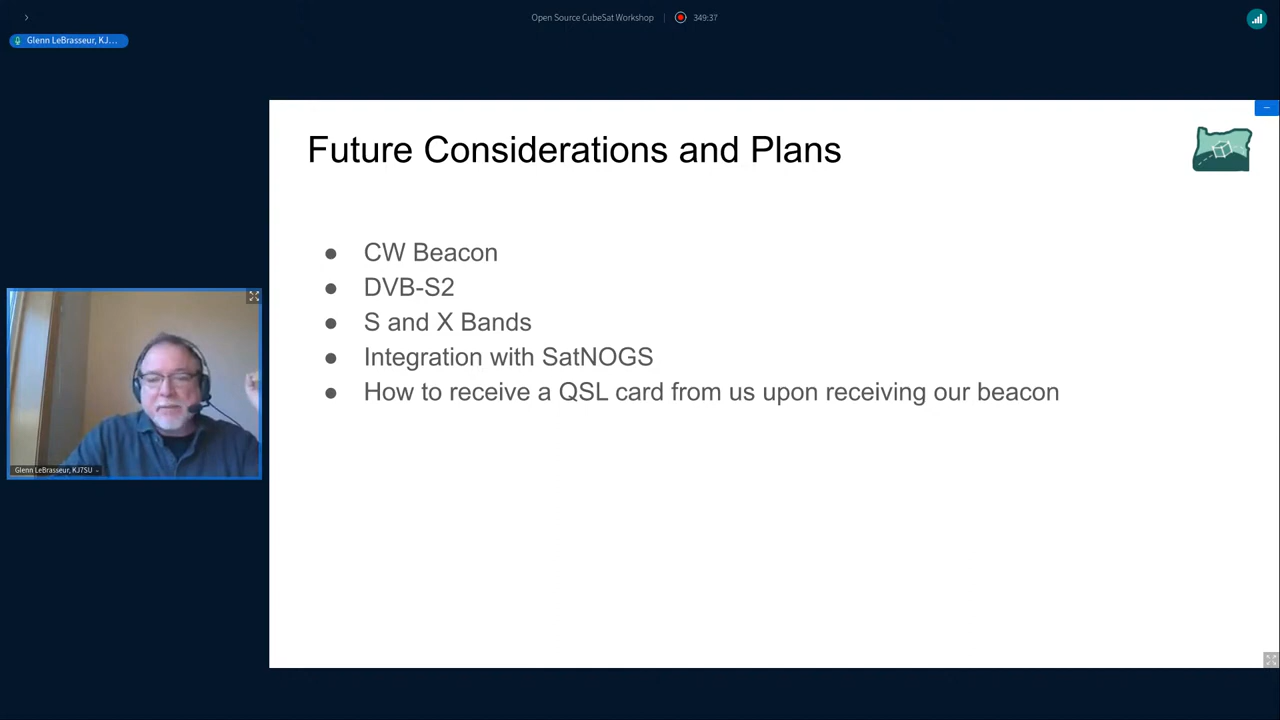 Open Source CubeSat Workshop
349:37
Glenn LeBrasseur, KJ...
Future Considerations and Plans
● CW Beacon
● DVB-S2
● S and X Bands
● Integration with SatNOGS
● How to receive a QSL card from us upon receiving our beacon
Glenn LeBrasseur, KJ7SU